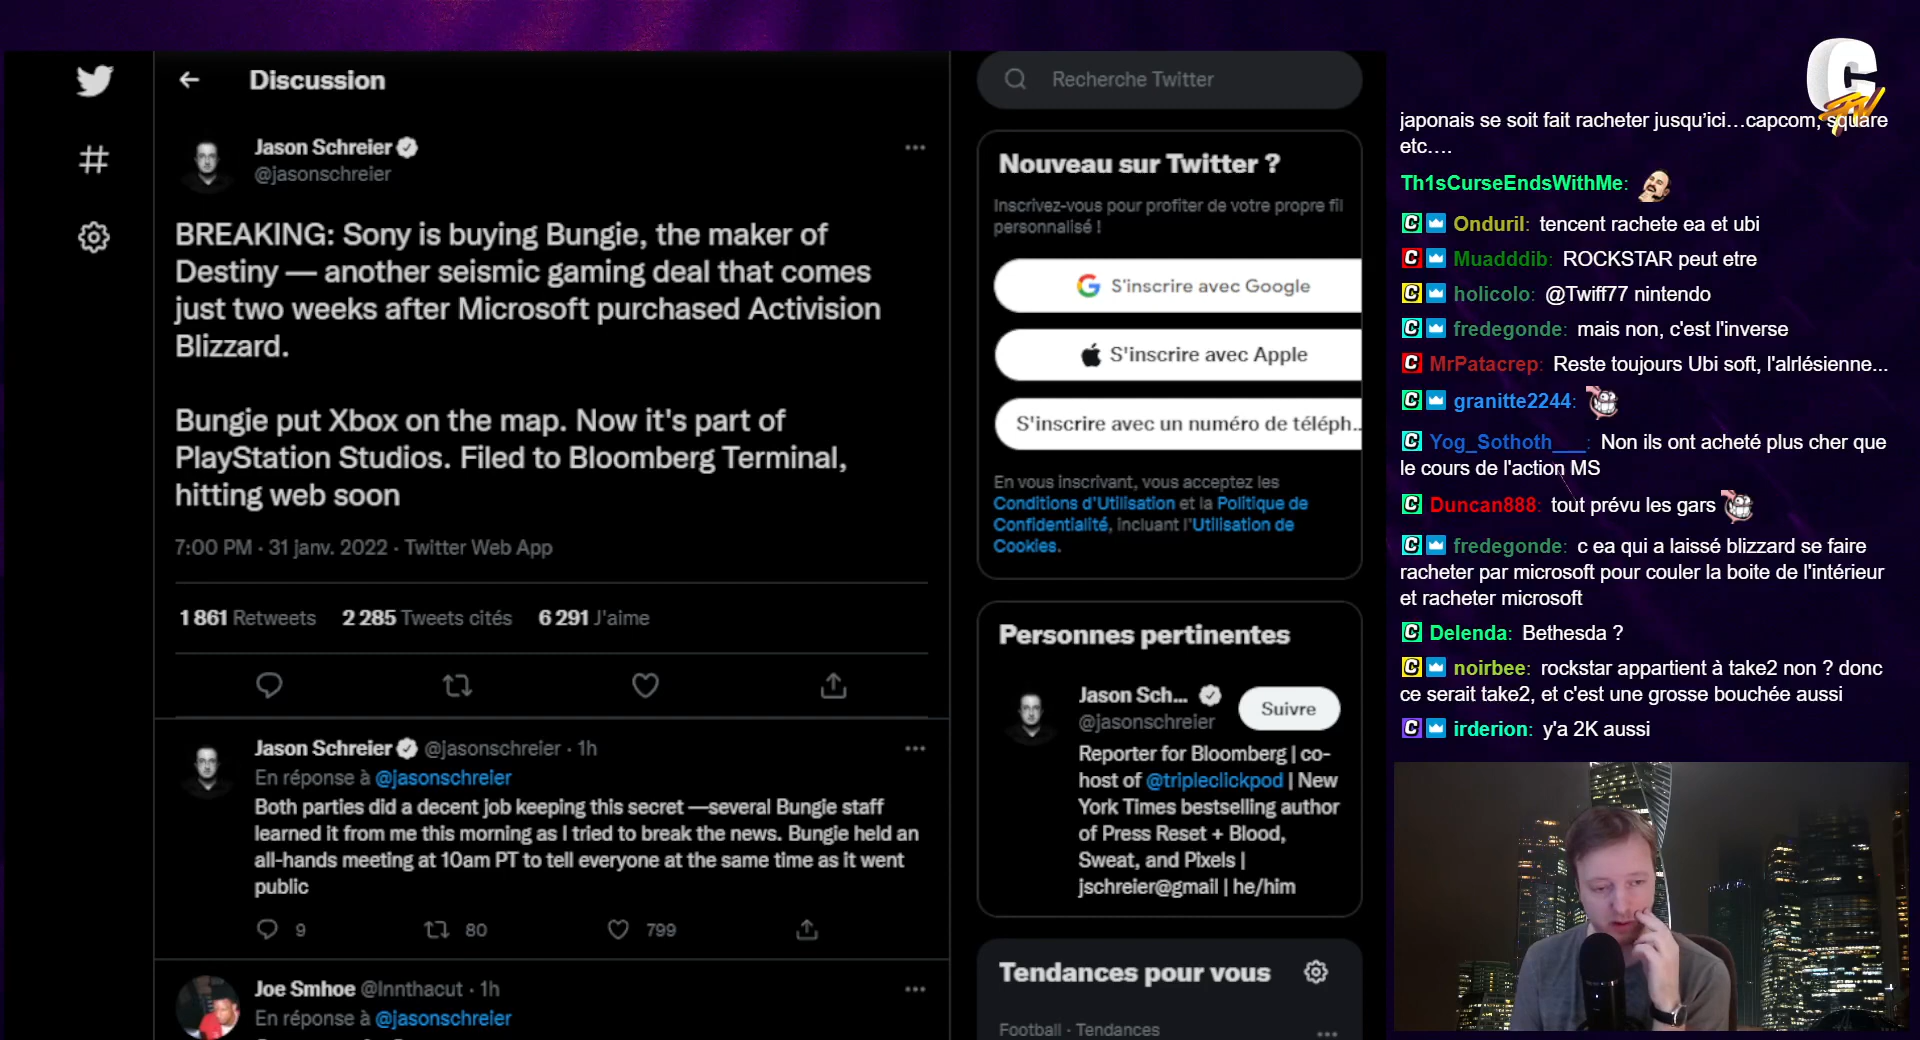 Discussion
Jason Schreier
@jasonschreier
BREAKING: Sony is buying Bungie, the maker of
Destiny — another seismic gaming deal that comes
just two weeks after Microsoft purchased Activision
Blizzard.
Bungie put Xbox on the map. Now it's part of
PlayStation Studios. Filed to Bloomberg Terminal,
hitting web soon
7:00 PM · 31 janv. 2022 · Twitter Web App
1 861 Retweets 2 285 Tweets cités 6 291 J'aime
Jason Schreier @jasonschreier · 1h
En réponse à @jasonschreier
Both parties did a decent job keeping this secret —several Bungie staff
learned it from me this morning as I tried to break the news. Bungie held an
all-hands meeting at 10am PT to tell everyone at the same time as it went
public
9 80 799
Joe Smhoe @Innthacut · 1h
En réponse à @jasonschreier
Recherche Twitter
Nouveau sur Twitter ?
Inscrivez-vous pour profiter de votre propre fil
personnalisé !
S'inscrire avec Google
S'inscrire avec Apple
S'inscrire avec un numéro de téléph...
En vous inscrivant, vous acceptez les
Conditions d'Utilisation et la Politique de
Confidentialité, incluant l'Utilisation de
Cookies.
Personnes pertinentes
Jason Sch...
@jasonschreier
Suivre
Reporter for Bloomberg | co-
host of @tripleclickpod | New
York Times bestselling author
of Press Reset + Blood,
Sweat, and Pixels |
jschreier@gmail | he/him
Tendances pour vous
Football · Tendances
C TV
japonais se soit fait racheter jusqu'ici...capcom, square
etc....
Th1sCurseEndsWithMe:
Onduril: tencent rachete ea et ubi
Muadddib: ROCKSTAR peut etre
holicolo: @Twiff77 nintendo
fredegonde: mais non, c'est l'inverse
MrPatacrep: Reste toujours Ubi soft, l'alrlésienne...
granitte2244:
Yog_Sothoth___: Non ils ont acheté plus cher que
le cours de l'action MS
Duncan888: tout prévu les gars
fredegonde: c ea qui a laissé blizzard se faire
racheter par microsoft pour couler la boite de l'intérieur
et racheter microsoft
Delenda: Bethesda ?
noirbee: rockstar appartient à take2 non ? donc
ce serait take2, et c'est une grosse bouchée aussi
irderion: y'a 2K aussi